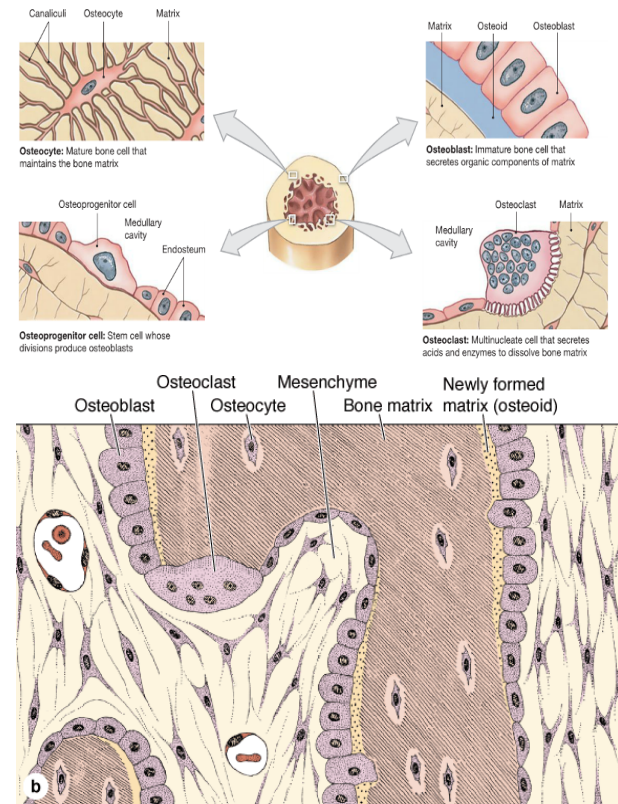 Canaliculi Osteocyte Matrix
Osteocyte: Mature bone cell that
maintains the bone matrix
Matrix Osteoid Osteoblast
Osteoblast: Immature bone cell that
secretes organic components of matrix
Osteoprogenitor cell
Medullary
cavity
Endosteum
Osteoprogenitor cell: Stem cell whose
divisions produce osteoblasts
Osteoclast Matrix
Medullary
cavity
Osteoclast: Multinucleate cell that secretes
acids and enzymes to dissolve bone matrix
Osteoclast Mesenchyme Newly formed
Osteoblast Osteocyte Bone matrix matrix (osteoid)
b